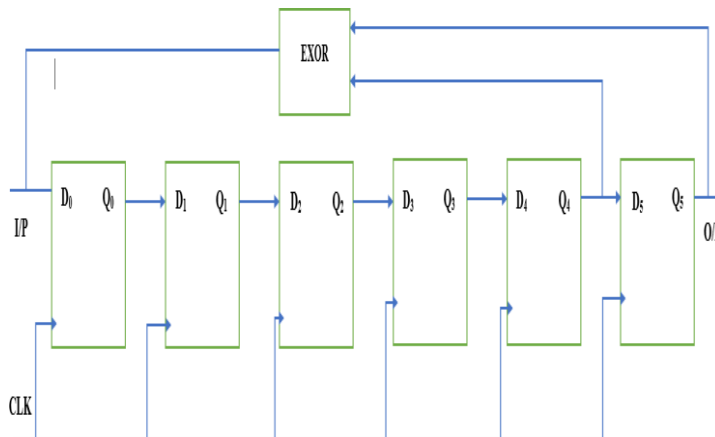 EXOR
D₀ Q₀ D₁ Q₁ D₂ Q₂ D₃ Q₃ D₄ Q₄ D₅ Q₅
I/P O/
CLK